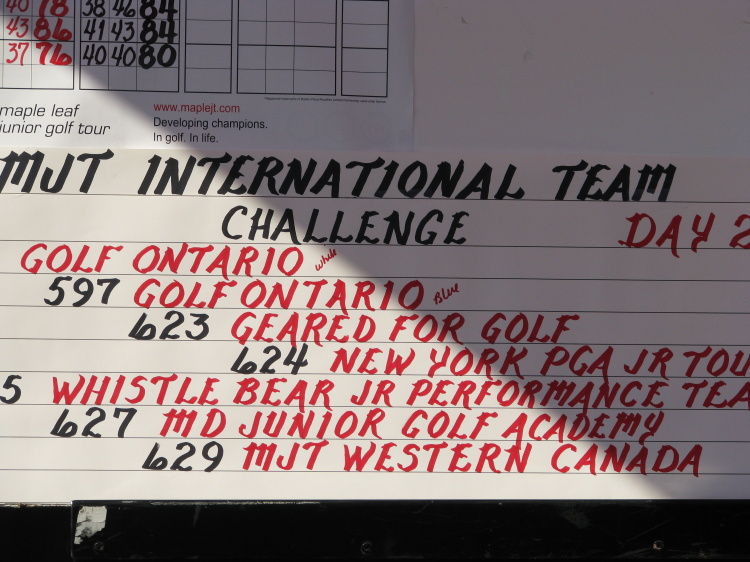 40 78 38 46 84
43 86 41 43 84
37 76 40 40 80
maple leaf
junior golf tour
www.maplejt.com
Developing champions.
In golf. In life.
MJT INTERNATIONAL TEAM
CHALLENGE DAY 2
GOLF ONTARIO white
597 GOLF ONTARIO Blue
623 GEARED FOR GOLF
624 NEW YORK PGA JR TOU
5 WHISTLE BEAR JR PERFORMANCE TEA
627 MD JUNIOR GOLF ACADEMY
629 MJT WESTERN CANADA